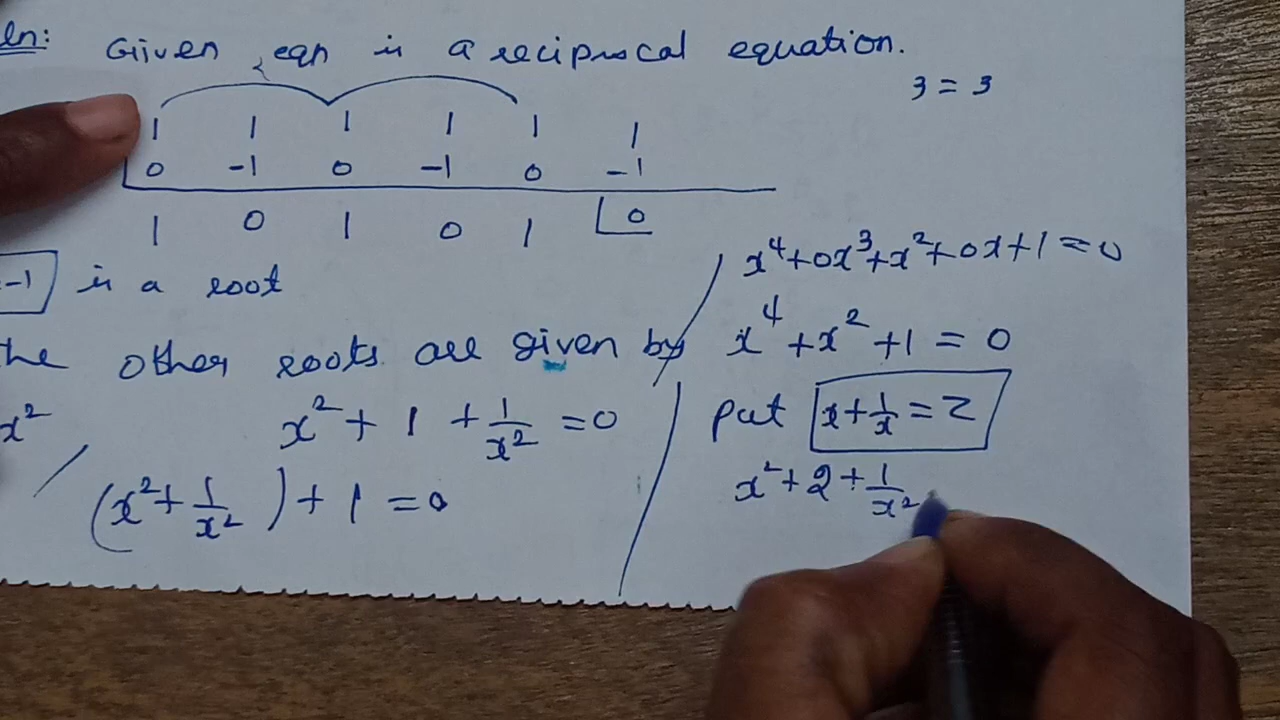 ln: Given eqn is a reciprocal equation.
3 = 3
1 1 1 1 1 1
0 -1 0 -1 0 -1
1 0 1 0 1 0
-1 is a root
x⁴+0x³+x²+0x+1=0
he other roots are given by
x⁴+x²+1=0
x²
x²+1+1/x²=0
put x+1/x=z
(x²+1/x²)+1=0
x²+2+1/x²